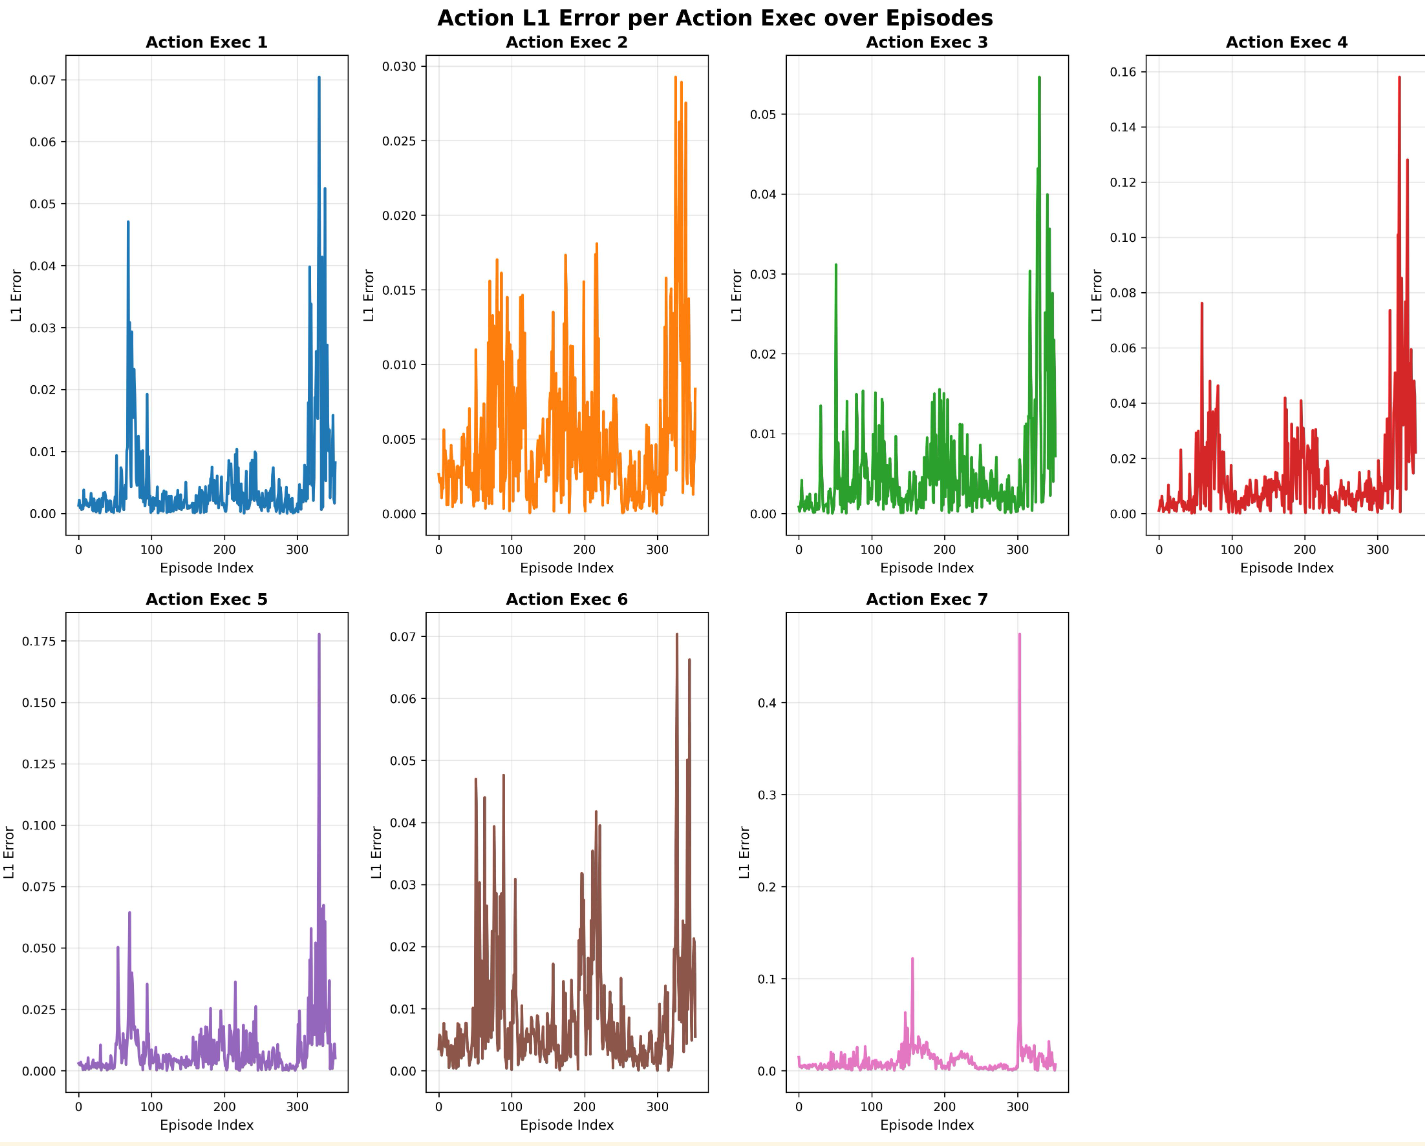 Action L1 Error per Action Exec over Episodes
Action Exec 1
0.07
0.06
0.05
0.04
0.03
0.02
0.01
0.00
L1 Error
0 100 200 300
Episode Index
Action Exec 2
0.030
0.025
0.020
0.015
0.010
0.005
0.000
L1 Error
0 100 200 300
Episode Index
Action Exec 3
0.05
0.04
0.03
0.02
0.01
0.00
L1 Error
0 100 200 300
Episode Index
Action Exec 4
0.16
0.14
0.12
0.10
0.08
0.06
0.04
0.02
0.00
L1 Error
0 100 200 300
Episode Index
Action Exec 5
0.175
0.150
0.125
0.100
0.075
0.050
0.025
0.000
L1 Error
0 100 200 300
Episode Index
Action Exec 6
0.07
0.06
0.05
0.04
0.03
0.02
0.01
0.00
L1 Error
0 100 200 300
Episode Index
Action Exec 7
0.4
0.3
0.2
0.1
0.0
L1 Error
0 100 200 300
Episode Index